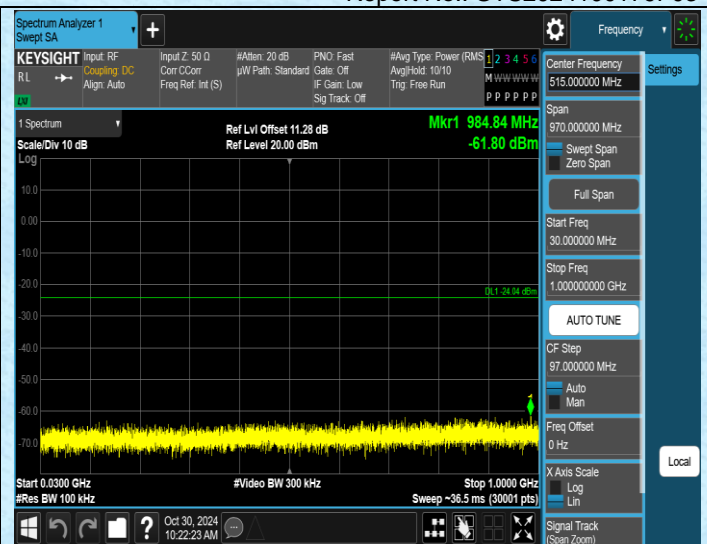 Spectrum Analyzer 1
Swept SA
+
Frequency
KEYSIGHT
RL
LXI
Input: RF
Coupling: DC
Align: Auto
Input Z: 50 Ω
Corr CCorr
Freq Ref: Int (S)
#Atten: 20 dB
µW Path: Standard
PNO: Fast
Gate: Off
IF Gain: Low
Sig Track: Off
#Avg Type: Power (RMS
Avg|Hold: 10/10
Trig: Free Run
1 2 3 4 5 6
M W W W W W
P P P P P P
Settings
1 Spectrum
Scale/Div 10 dB
Log
Ref Lvl Offset 11.28 dB
Ref Level 20.00 dBm
Mkr1 984.84 MHz
-61.80 dBm
10.0
0.00
-10.0
-20.0
-30.0
-40.0
-50.0
-60.0
-70.0
DL1 -24.04 dBm
1
Start 0.0300 GHz
#Res BW 100 kHz
#Video BW 300 kHz
Stop 1.0000 GHz
Sweep ~36.5 ms (30001 pts)
Center Frequency
515.000000 MHz
Span
970.000000 MHz
Swept Span
Zero Span
Full Span
Start Freq
30.000000 MHz
Stop Freq
1.000000000 GHz
AUTO TUNE
CF Step
97.000000 MHz
Auto
Man
Freq Offset
0 Hz
X Axis Scale
Log
Lin
Signal Track
(Span Zoom)
Local
?
Oct 30, 2024
10:22:23 AM